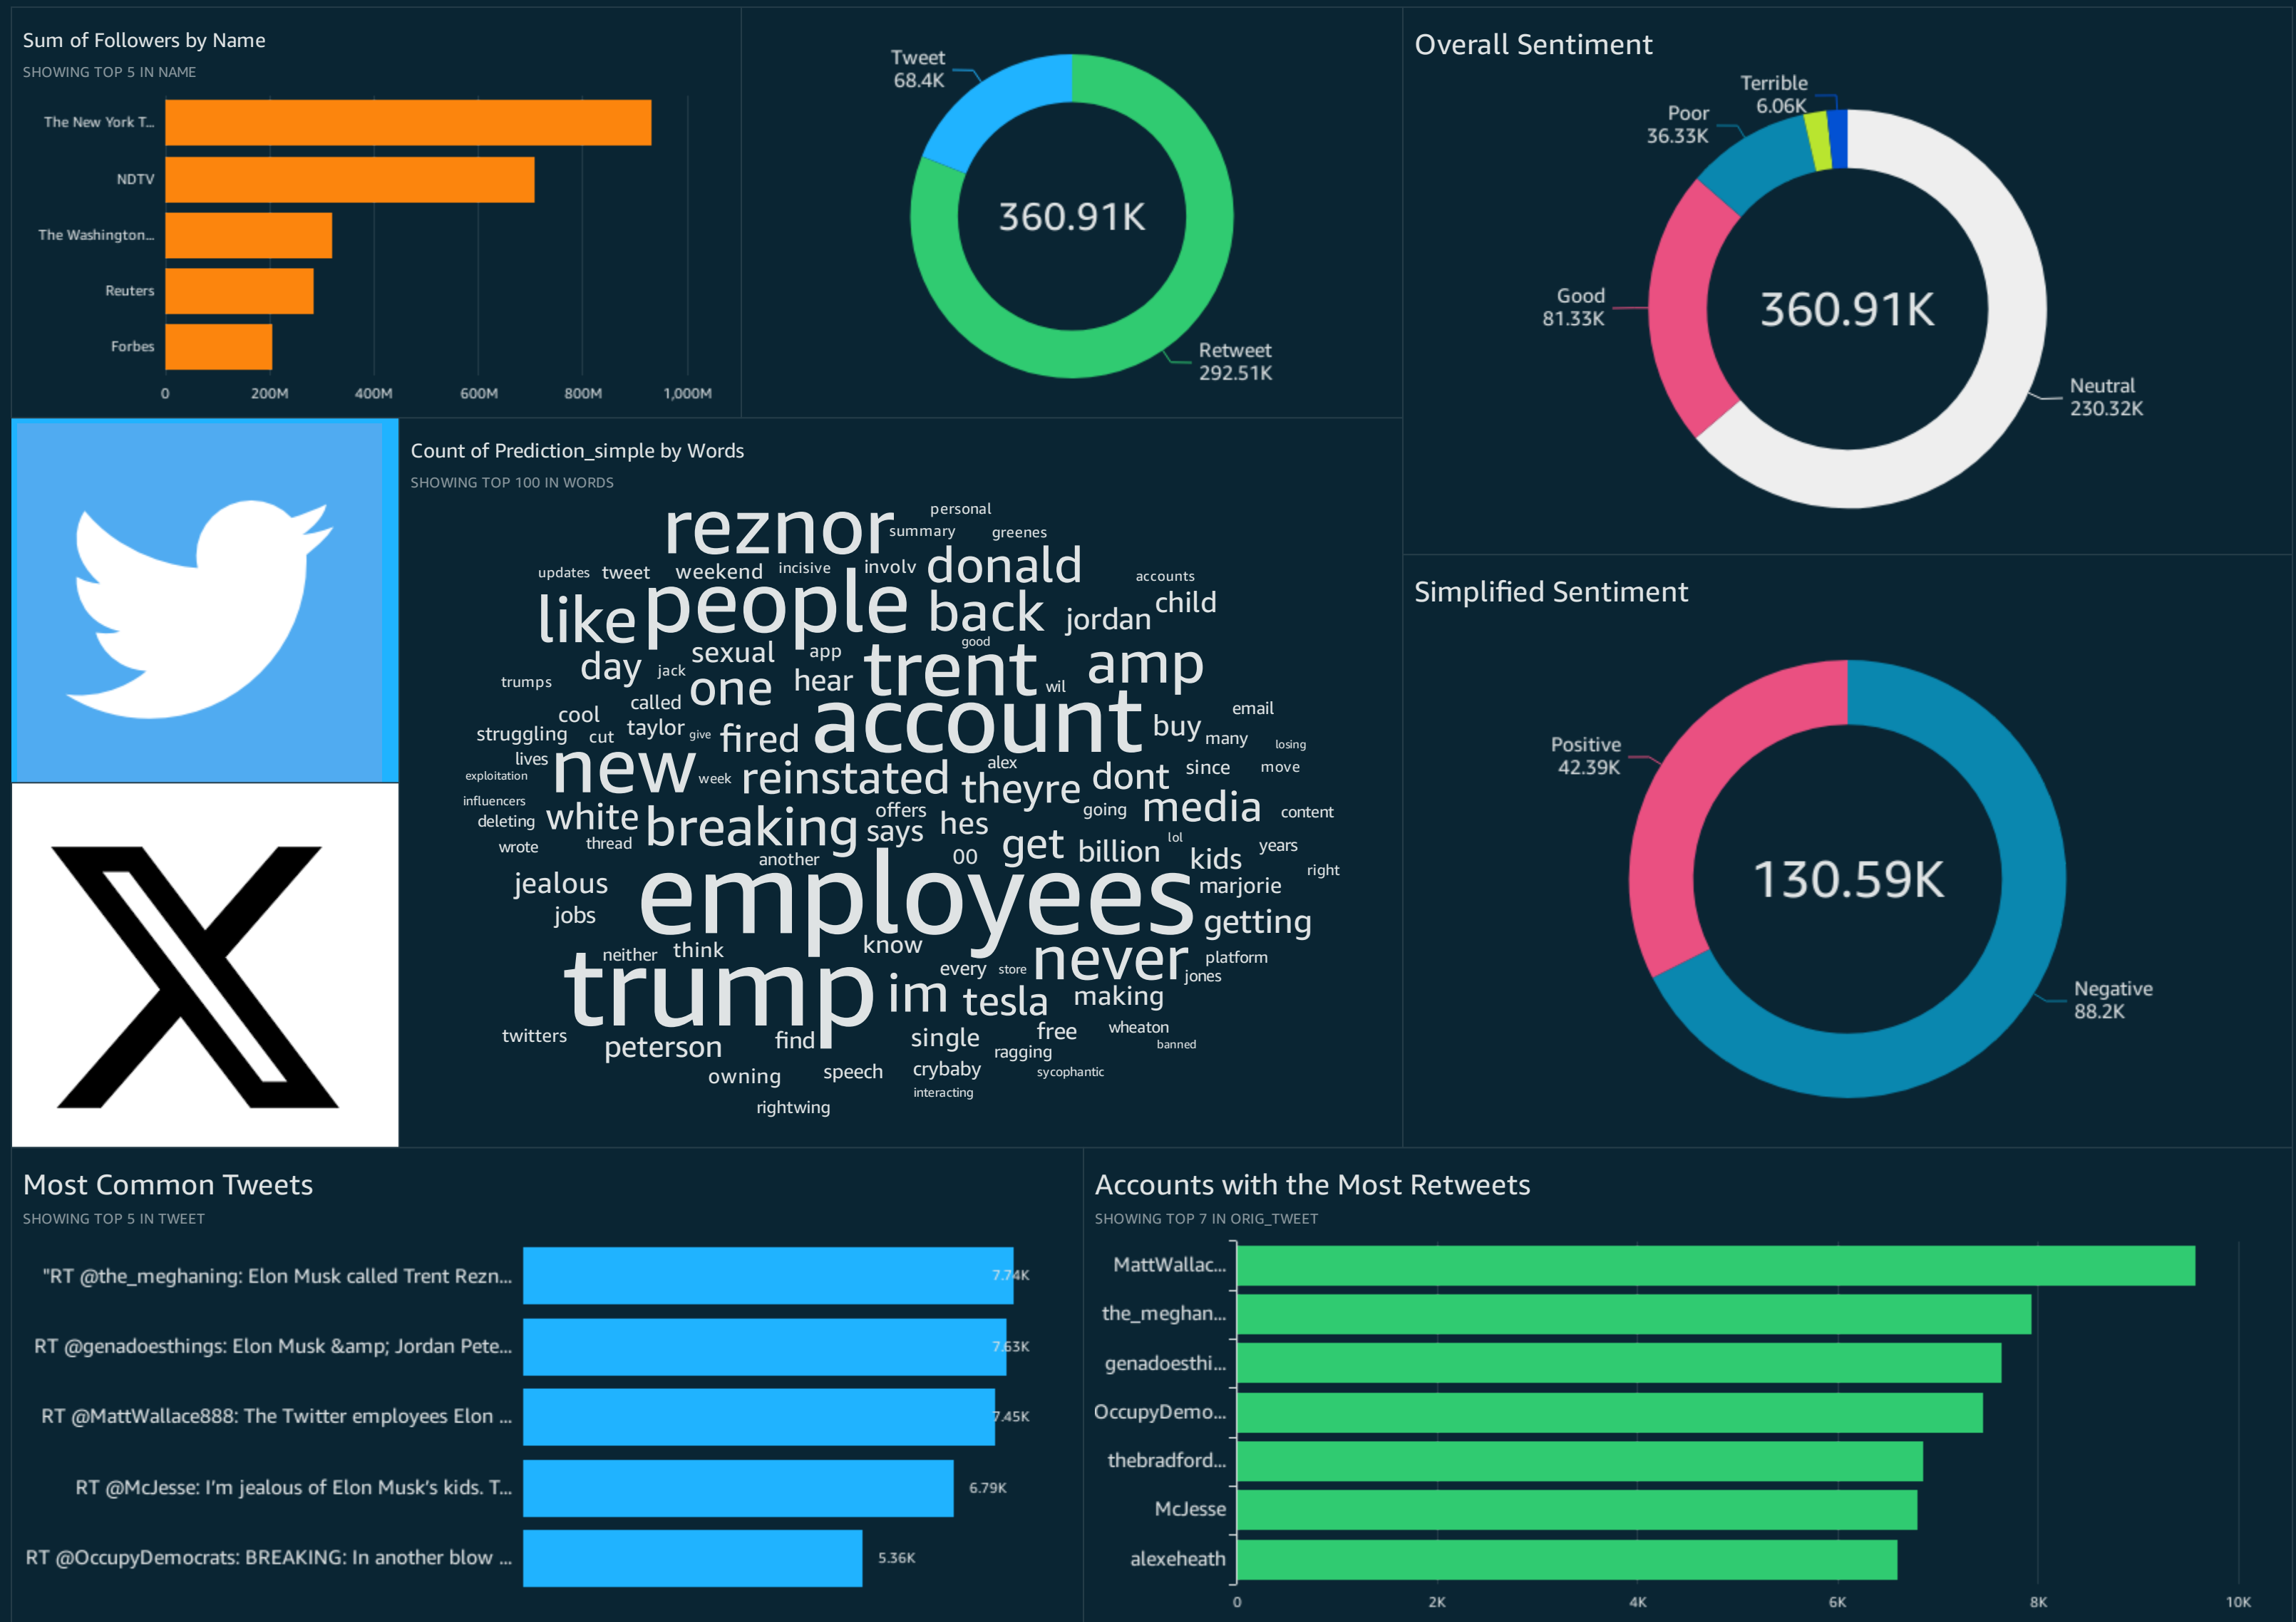 Sum of Followers by Name
SHOWING TOP 5 IN NAME
The New York T...
NDTV
The Washington...
Reuters
Forbes
0 200M 400M 600M 800M 1,000M
Tweet
68.4K
360.91K
Retweet
292.51K
Overall Sentiment
Terrible
6.06K
Poor
36.33K
Good
81.33K
360.91K
Neutral
230.32K
Count of Prediction_simple by Words
SHOWING TOP 100 IN WORDS
reznor personal
summary greenes
updates tweet weekend incisive involv donald accounts
like people back jordan child
good
day jack sexual app trent amp
trumps one hear wil
called
cool account buy email
struggling cut taylor give fired many losing
lives new alex
exploitation week reinstated theyre dont since move
influencers offers going media content
deleting white breaking says hes
wrote thread get billion lol years
another 00 kids right
jealous employees marjorie
jobs getting
neither think know never platform
trump im every store jones
tesla making
twitters find single free wheaton
peterson ragging banned
owning speech crybaby sycophantic
interacting
rightwing
Simplified Sentiment
Positive
42.39K
130.59K
Negative
88.2K
Most Common Tweets
SHOWING TOP 5 IN TWEET
"RT @the_meghaning: Elon Musk called Trent Rezn... 7.74K
RT @genadoesthings: Elon Musk &amp; Jordan Pete... 7.63K
RT @MattWallace888: The Twitter employees Elon ... 7.45K
RT @McJesse: I'm jealous of Elon Musk's kids. T... 6.79K
RT @OccupyDemocrats: BREAKING: In another blow ... 5.36K
Accounts with the Most Retweets
SHOWING TOP 7 IN ORIG_TWEET
MattWallac...
the_meghan...
genadoesthi...
OccupyDemo...
thebradford...
McJesse
alexeheath
0 2K 4K 6K 8K 10K